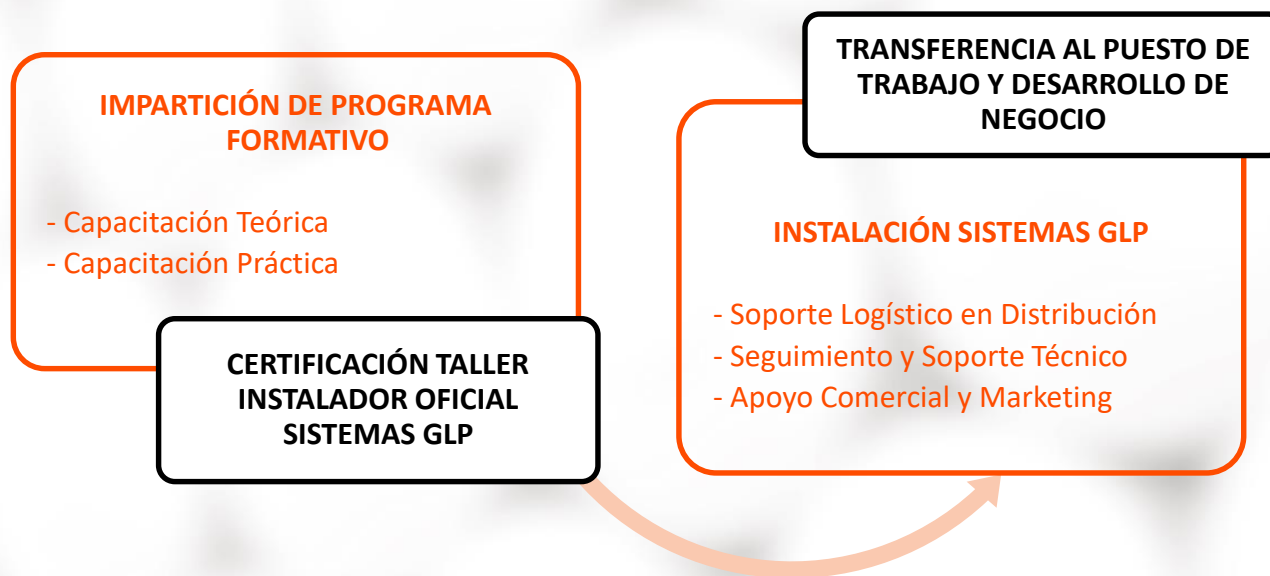 IMPARTICIÓN DE PROGRAMA
FORMATIVO
- Capacitación Teórica
- Capacitación Práctica
CERTIFICACIÓN TALLER
INSTALADOR OFICIAL
SISTEMAS GLP
TRANSFERENCIA AL PUESTO DE
TRABAJO Y DESARROLLO DE
NEGOCIO
INSTALACIÓN SISTEMAS GLP
- Soporte Logístico en Distribución
- Seguimiento y Soporte Técnico
- Apoyo Comercial y Marketing